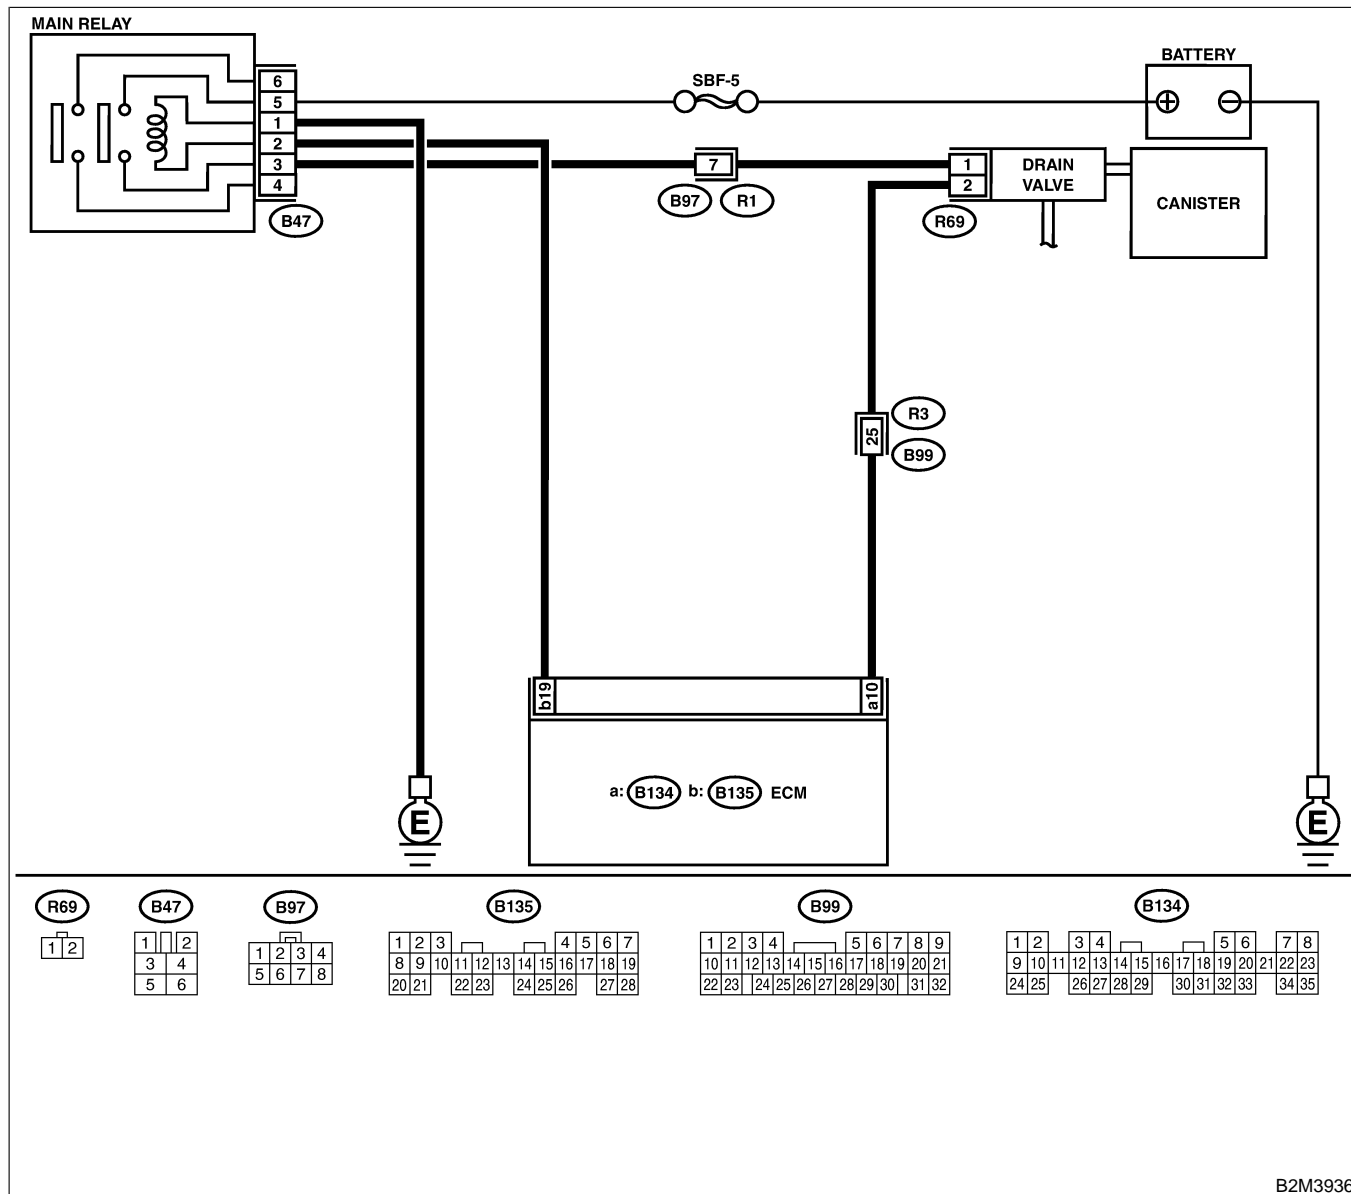 MAIN RELAY
BATTERY
SBF-5
6
5
1
2
3
4
B47
+ −
7
B97 R1
1
2
R69
DRAIN
VALVE
CANISTER
R3
25
B99
b19
a10
a: B134 b: B135 ECM
E
E
R69
1 2
B47
1 2
3 4
5 6
B97
1 2 3 4
5 6 7 8
B135
1 2 3 4 5 6 7
8 9 10 11 12 13 14 15 16 17 18 19
20 21 22 23 24 25 26 27 28
B99
1 2 3 4 5 6 7 8 9
10 11 12 13 14 15 16 17 18 19 20 21
22 23 24 25 26 27 28 29 30 31 32
B134
1 2 3 4 5 6 7 8
9 10 11 12 13 14 15 16 17 18 19 20 21 22 23
24 25 26 27 28 29 30 31 32 33 34 35
B2M3936